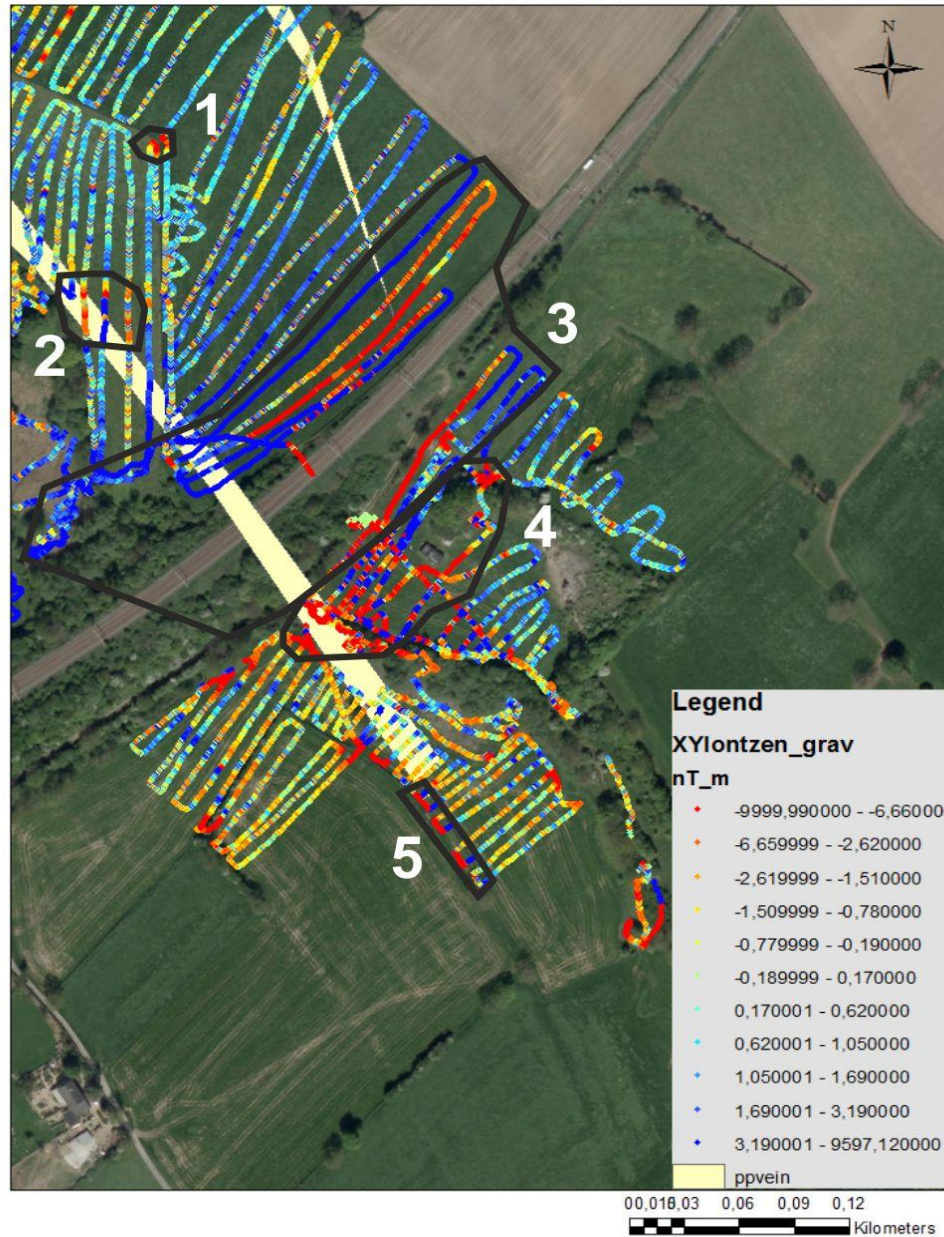 N
1
2
3
4
5
Legend
XYlontzen_grav
nT_m
-9999,990000 - -6,66000
-6,659999 - -2,620000
-2,619999 - -1,510000
-1,509999 - -0,780000
-0,779999 - -0,190000
-0,189999 - 0,170000
0,170001 - 0,620000
0,620001 - 1,050000
1,050001 - 1,690000
1,690001 - 3,190000
3,190001 - 9597,120000
ppvein
0,06 0,09 0,12
Kilometers